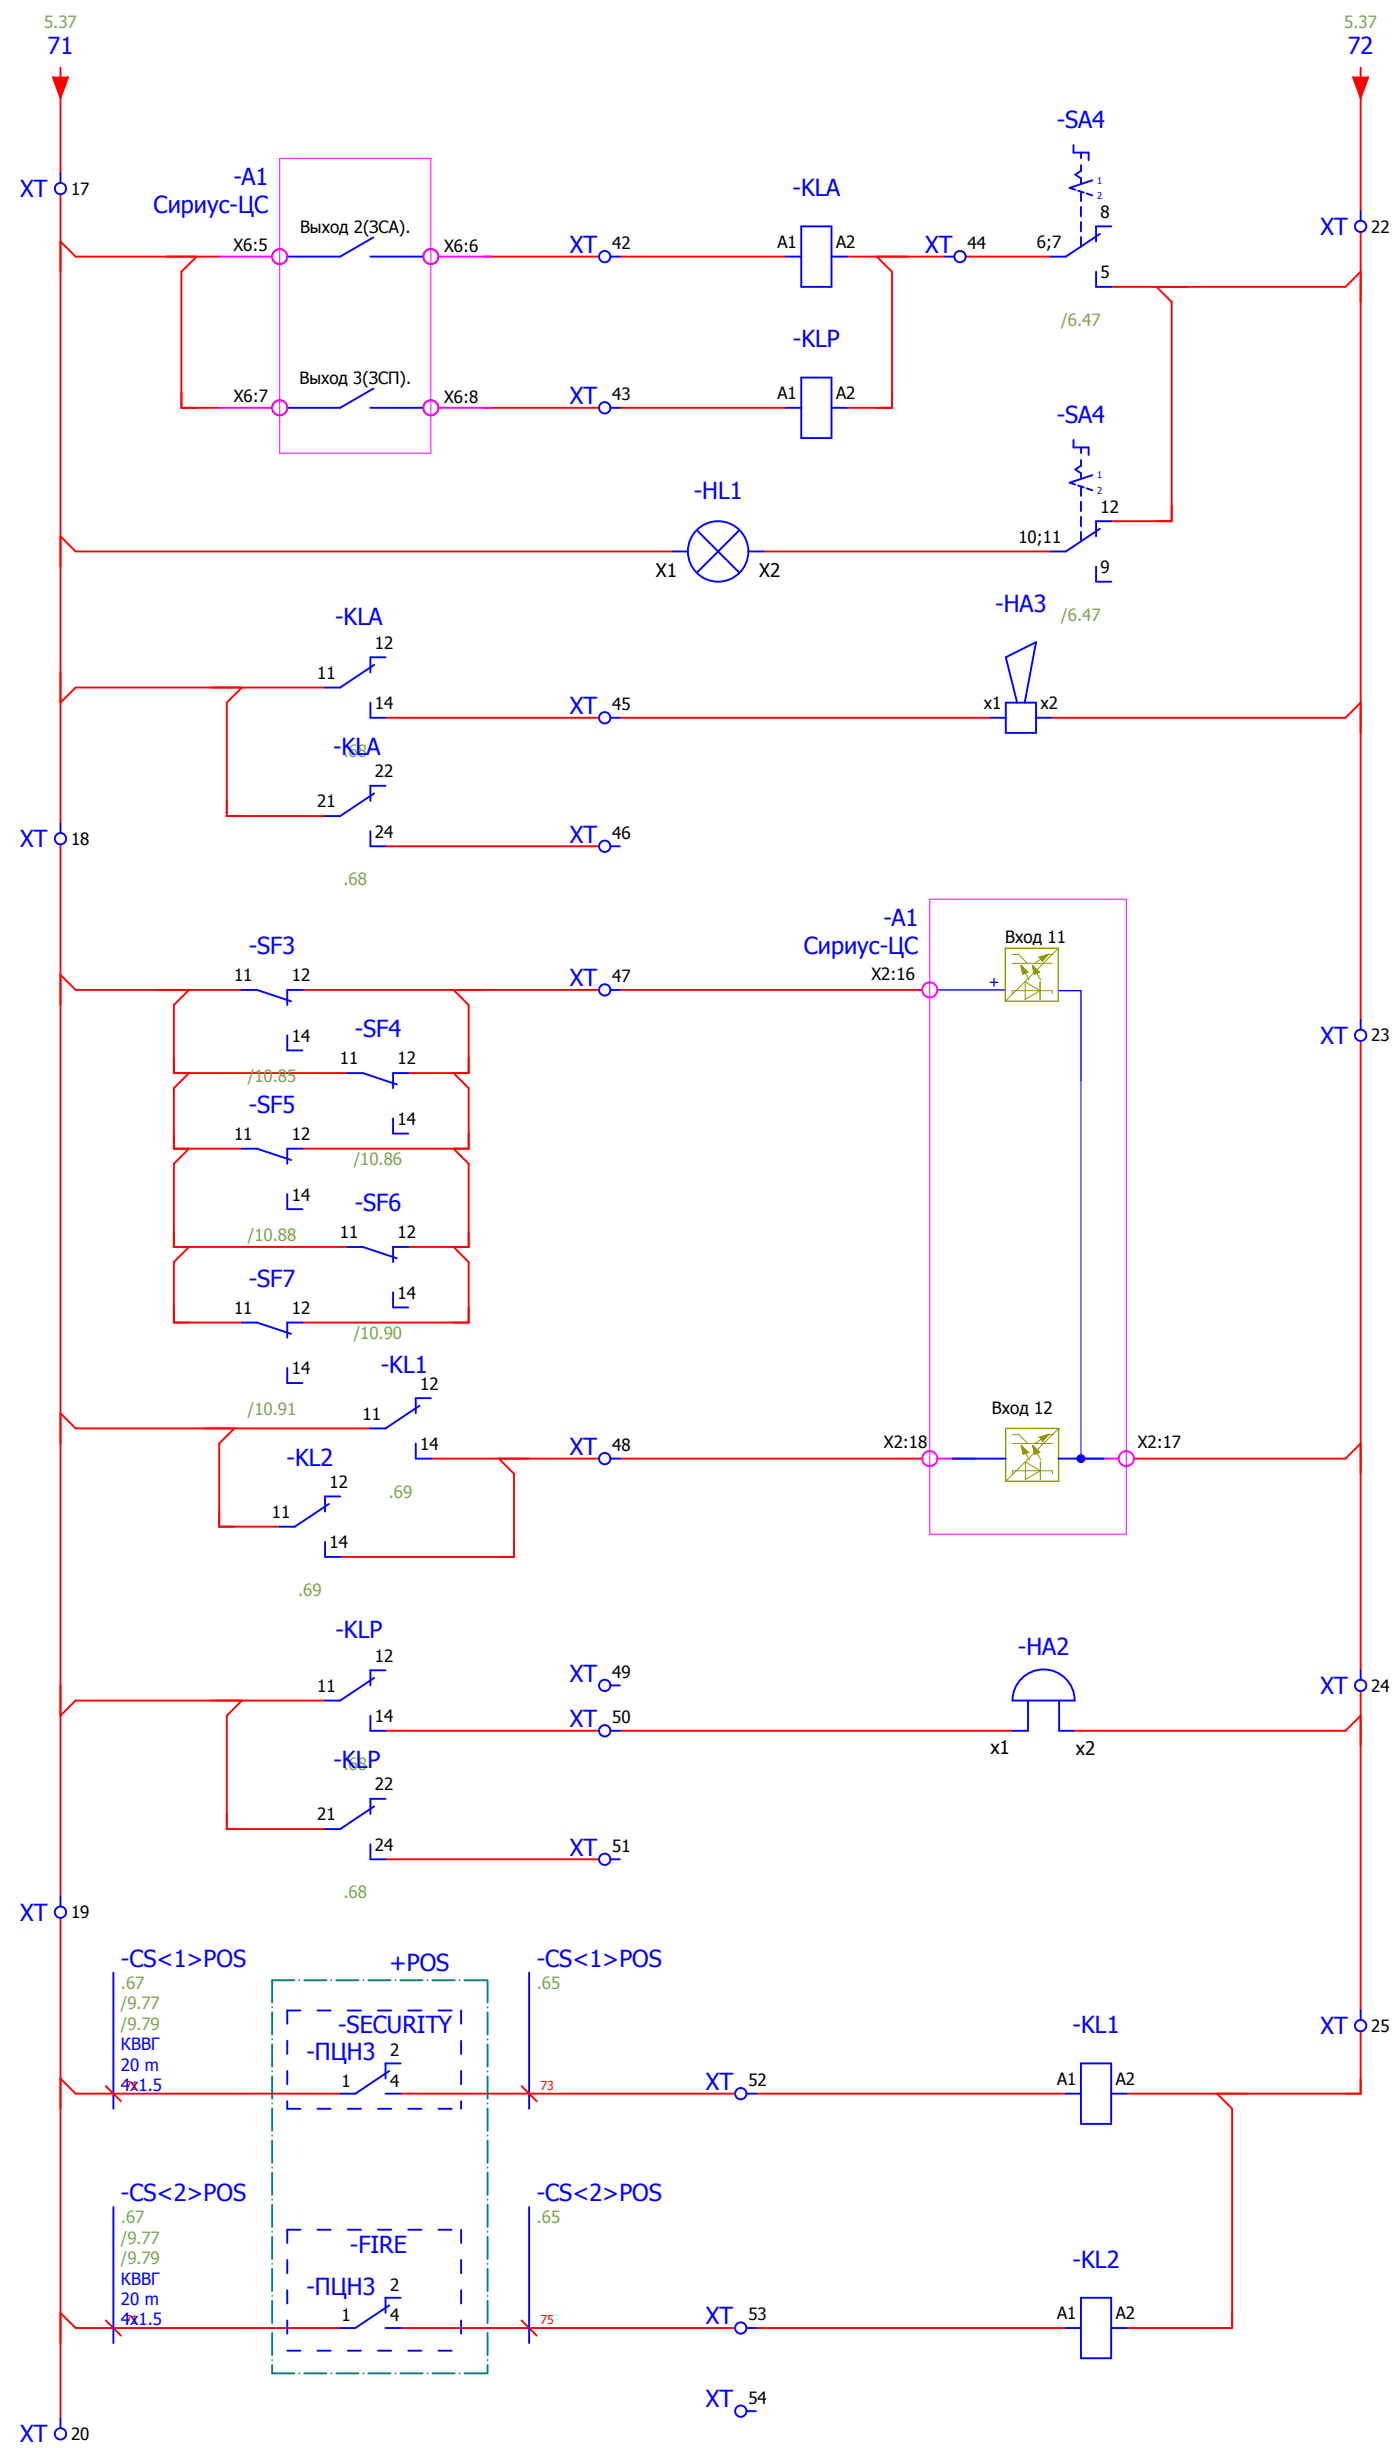 5.37
71
5.37
72
XT 17
-A1
Сириус-ЦС
X6:5
Выход 2(ЗСА).
X6:6
XT 42
-KLA
A1
A2
XT 44
-SA4
1
2
8
6;7
5
/6.47
XT 22
X6:7
Выход 3(ЗСП).
X6:8
XT 43
-KLP
A1
A2
-SA4
1
2
12
10;11
9
/6.47
-HL1
X1
X2
-KLA
12
11
14
XT 45
-HA3
x1
x2
.68
-KLA
22
21
24
XT 46
.68
XT 18
-SF3
11
12
14
/10.85
XT 47
-A1
Сириус-ЦС
X2:16
Вход 11
+
XT 23
-SF4
11
12
14
/10.86
-SF5
11
12
14
/10.88
-SF6
11
12
14
/10.90
-SF7
11
12
14
/10.91
-KL1
12
11
14
.69
XT 48
X2:18
Вход 12
X2:17
-KL2
12
11
14
.69
-KLP
12
11
14
XT 49
XT 50
-HA2
x1
x2
XT 24
.68
-KLP
22
21
24
XT 51
.68
XT 19
-CS<1>POS
.67
/9.77
/9.79
КВВГ
20 m
4x1.5
+POS
-SECURITY
-ПЦН3
2
1
4
-CS<1>POS
.65
73
XT 52
-KL1
A1
A2
XT 25
-CS<2>POS
.67
/9.77
/9.79
КВВГ
20 m
4x1.5
-FIRE
-ПЦН3
2
1
4
-CS<2>POS
.65
75
XT 53
-KL2
A1
A2
XT 54
XT 20